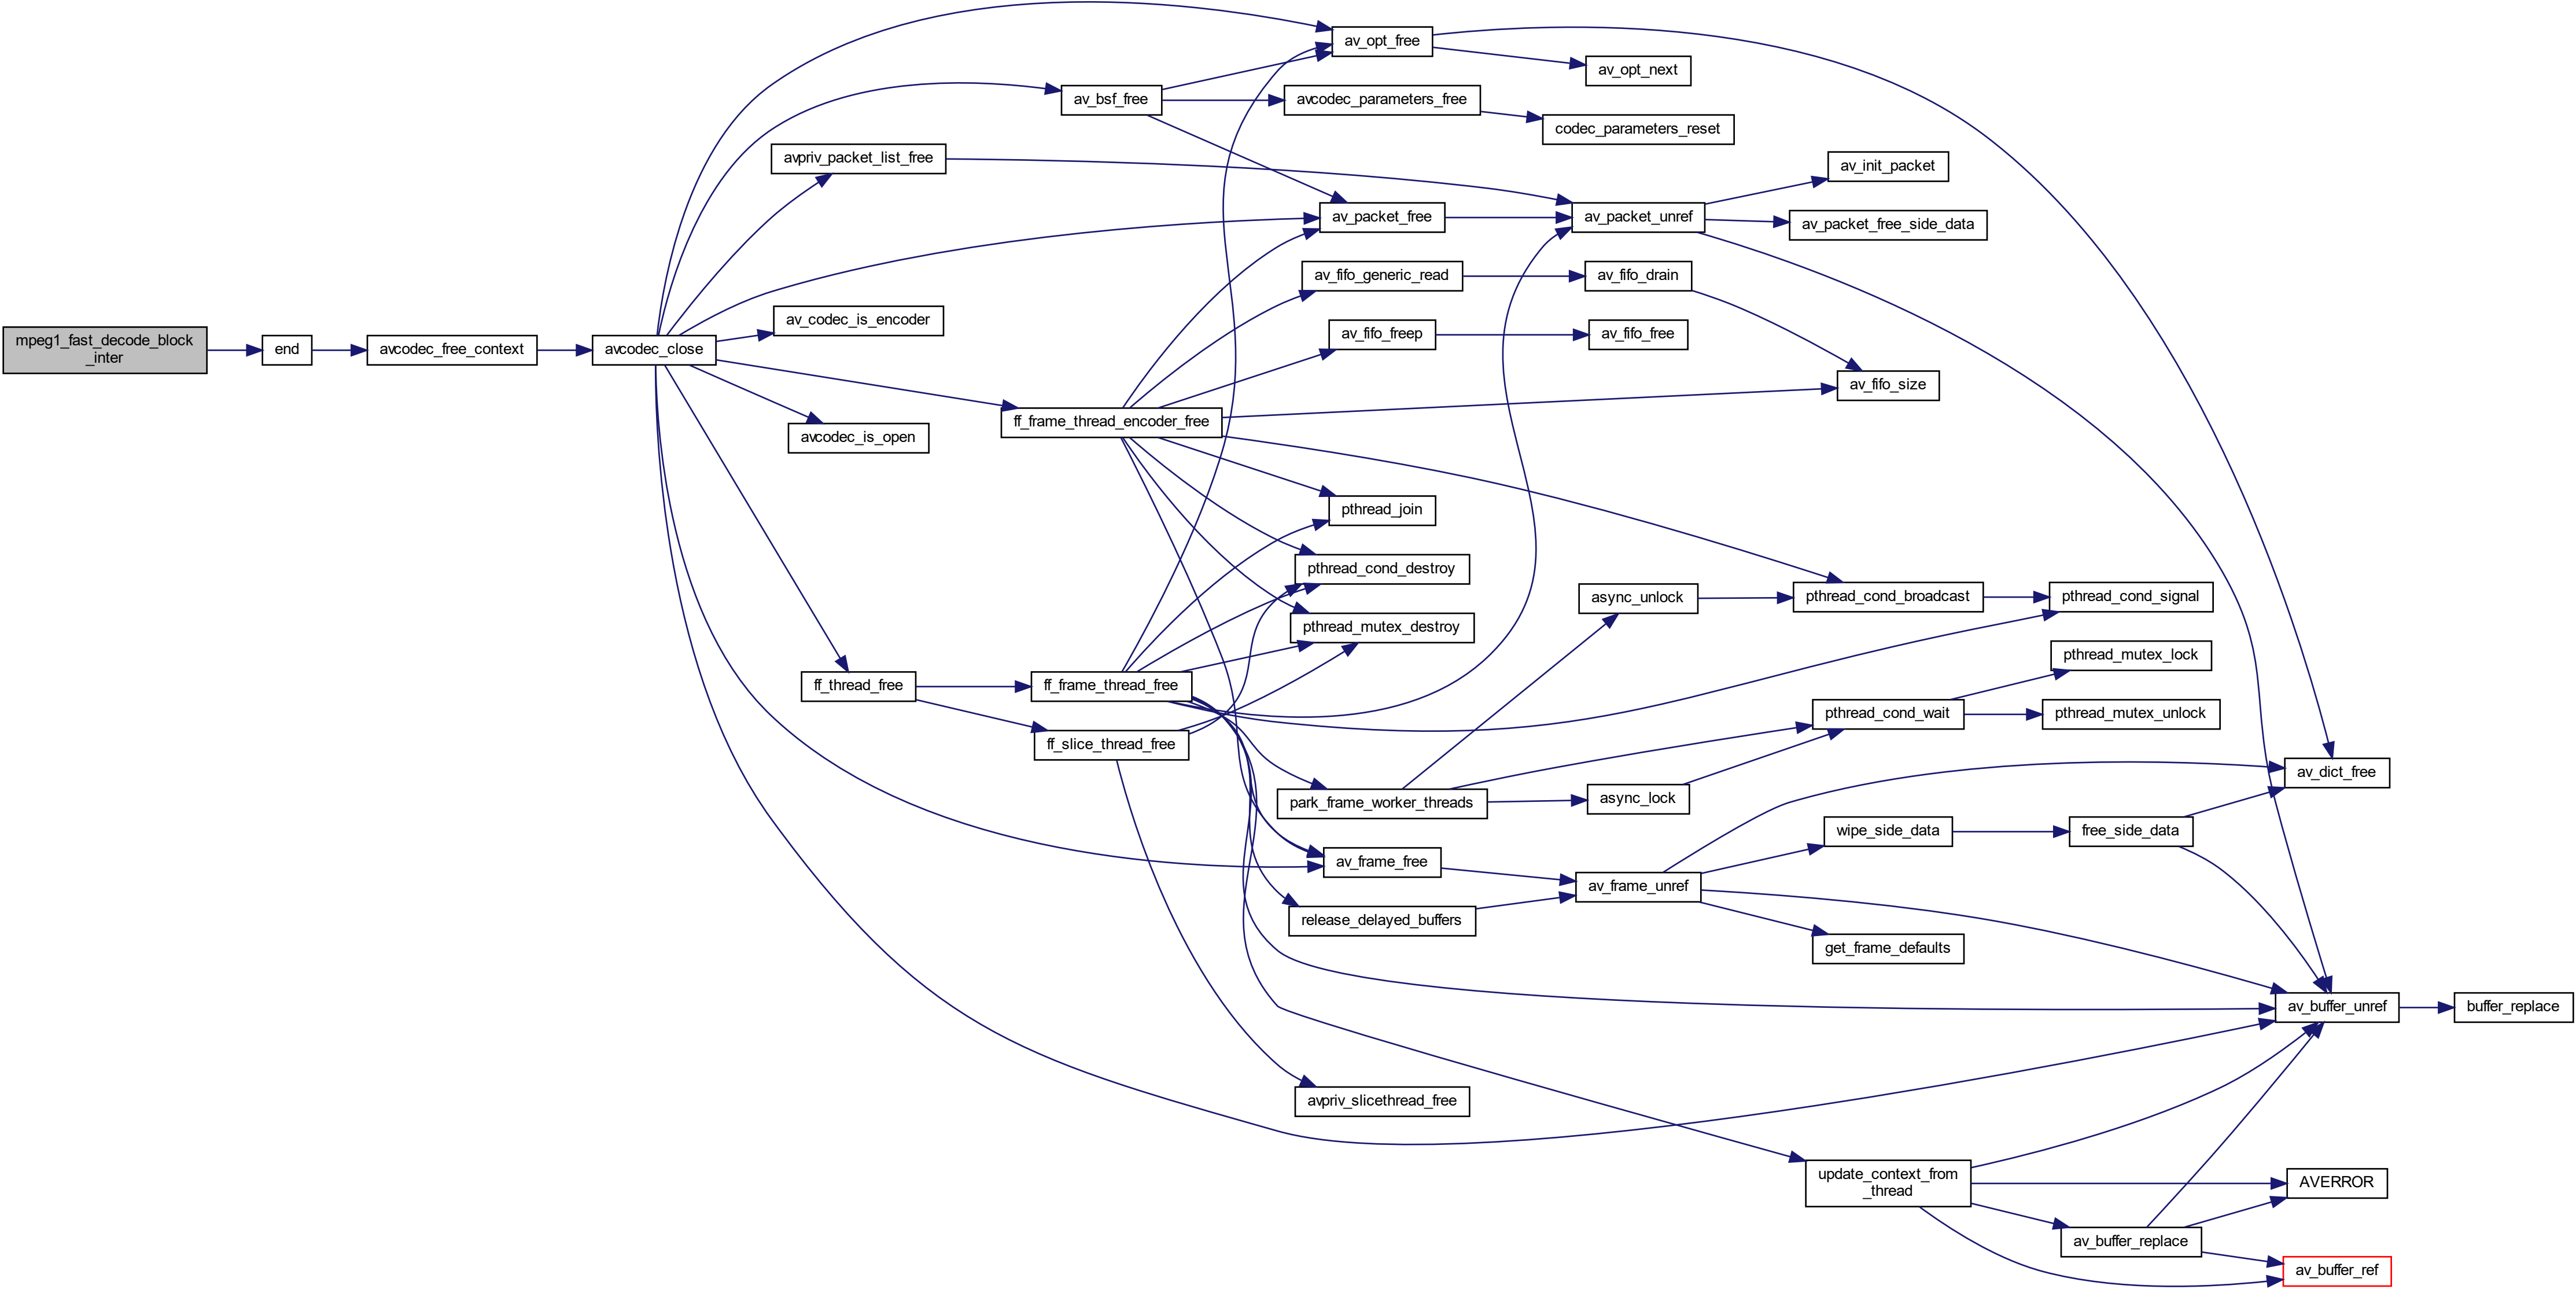 mpeg1_fast_decode_block
_inter
end
avcodec_free_context
avcodec_close
av_opt_free
av_opt_next
av_bsf_free
avcodec_parameters_free
codec_parameters_reset
avpriv_packet_list_free
av_init_packet
av_packet_free
av_packet_unref
av_packet_free_side_data
av_fifo_generic_read
av_fifo_drain
av_codec_is_encoder
av_fifo_freep
av_fifo_free
av_fifo_size
ff_frame_thread_encoder_free
avcodec_is_open
pthread_join
pthread_cond_destroy
async_unlock
pthread_cond_broadcast
pthread_cond_signal
pthread_mutex_destroy
pthread_mutex_lock
ff_thread_free
ff_frame_thread_free
pthread_cond_wait
pthread_mutex_unlock
ff_slice_thread_free
av_dict_free
park_frame_worker_threads
async_lock
wipe_side_data
free_side_data
av_frame_free
av_frame_unref
release_delayed_buffers
get_frame_defaults
av_buffer_unref
buffer_replace
avpriv_slicethread_free
update_context_from
_thread
AVERROR
av_buffer_replace
av_buffer_ref